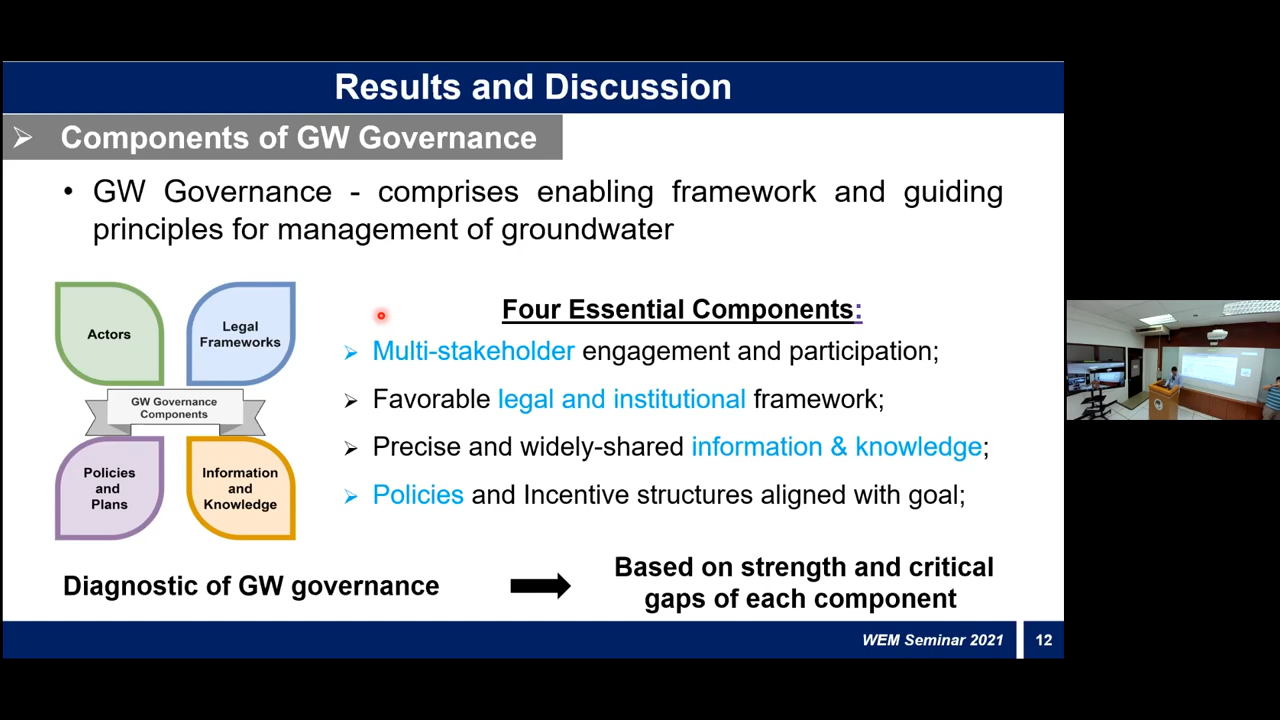 Results and Discussion
➢ Components of GW Governance
• GW Governance - comprises enabling framework and guiding
principles for management of groundwater
Actors
Legal
Frameworks
GW Governance
Components
Policies
and
Plans
Information
and
Knowledge
Four Essential Components:
➢ Multi-stakeholder engagement and participation;
➢ Favorable legal and institutional framework;
➢ Precise and widely-shared information & knowledge;
➢ Policies and Incentive structures aligned with goal;
Diagnostic of GW governance
Based on strength and critical
gaps of each component
WEM Seminar 2021
12